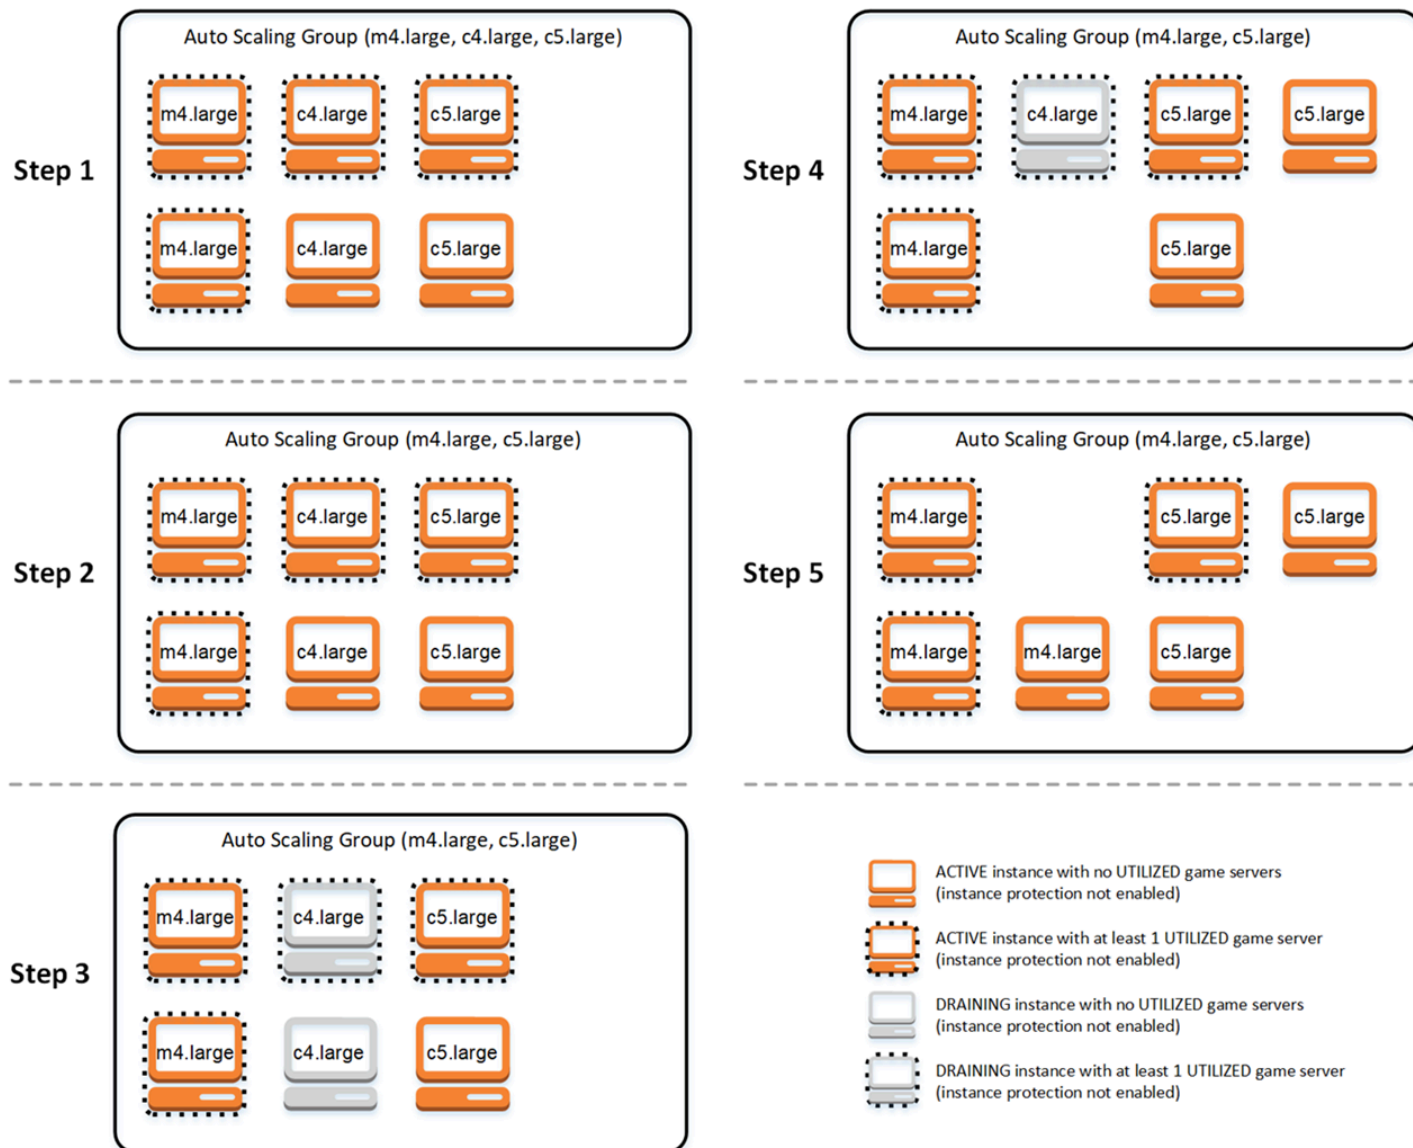 Step 1
Auto Scaling Group (m4.large, c4.large, c5.large)
m4.large c4.large c5.large
m4.large c4.large c5.large
Step 2
Auto Scaling Group (m4.large, c5.large)
m4.large c4.large c5.large
m4.large c4.large c5.large
Step 3
Auto Scaling Group (m4.large, c5.large)
m4.large c4.large c5.large
m4.large c4.large c5.large
Step 4
Auto Scaling Group (m4.large, c5.large)
m4.large c4.large c5.large c5.large
m4.large c5.large
Step 5
Auto Scaling Group (m4.large, c5.large)
m4.large c5.large c5.large
m4.large m4.large c5.large
ACTIVE instance with no UTILIZED game servers
(instance protection not enabled)
ACTIVE instance with at least 1 UTILIZED game server
(instance protection not enabled)
DRAINING instance with no UTILIZED game servers
(instance protection not enabled)
DRAINING instance with at least 1 UTILIZED game server
(instance protection not enabled)